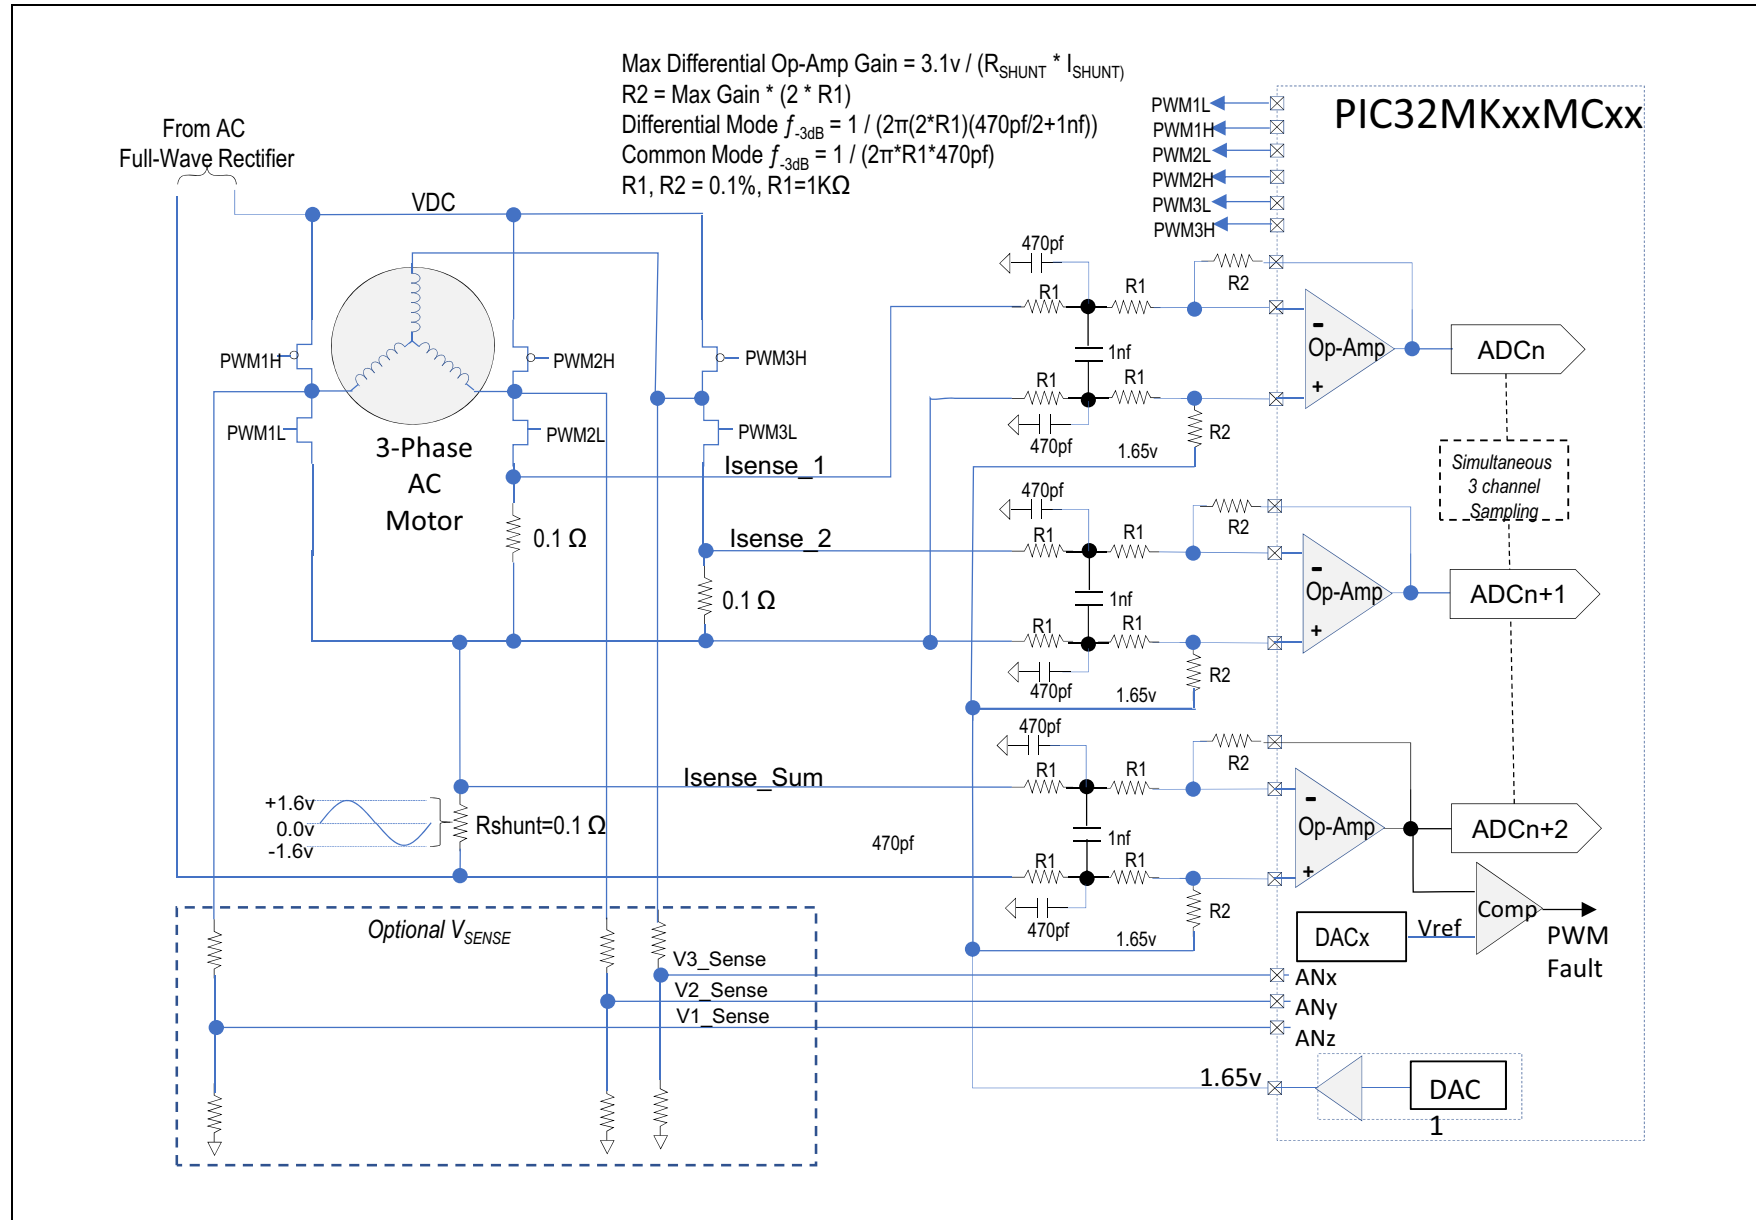 Max Differential Op-Amp Gain = 3.1v / (RSHUNT * ISHUNT)
R2 = Max Gain * (2 * R1)
Differential Mode ƒ-3dB = 1 / (2π(2*R1)(470pf/2+1nf))
Common Mode ƒ-3dB = 1 / (2π*R1*470pf)
R1, R2 = 0.1%, R1=1KΩ
PIC32MKxxMCxx
PWM1L
PWM1H
PWM2L
PWM2H
PWM3L
PWM3H
From AC
Full-Wave Rectifier
VDC
PWM1H
PWM2H
PWM3H
PWM1L
PWM2L
PWM3L
3-Phase
AC
Motor
Isense_1
0.1 Ω
Isense_2
0.1 Ω
Isense_Sum
+1.6v
0.0v
-1.6v
Rshunt=0.1 Ω
470pf
470pf
R1
R1
R2
1nf
R1
R1
470pf
1.65v
R2
-
Op-Amp
+
ADCn
Simultaneous
3 channel
Sampling
470pf
R1
R1
R2
1nf
R1
R1
470pf
1.65v
R2
-
Op-Amp
+
ADCn+1
470pf
R1
R1
R2
1nf
R1
R1
470pf
1.65v
R2
-
Op-Amp
+
ADCn+2
Comp
DACx
Vref
PWM
Fault
Optional VSENSE
V3_Sense
V2_Sense
V1_Sense
ANx
ANy
ANz
1.65v
DAC
1